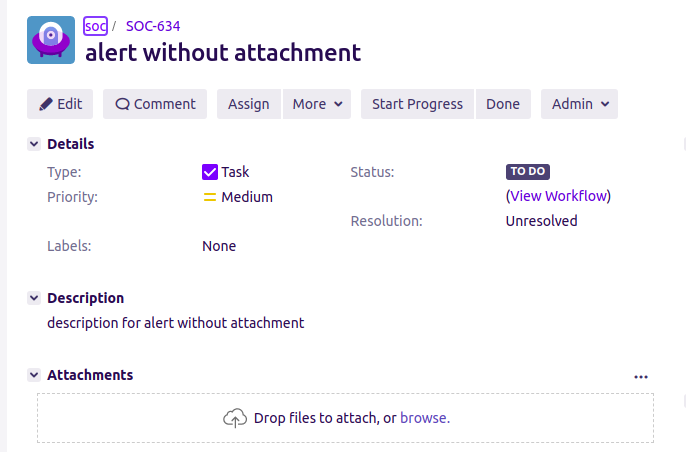 soc / SOC-634
alert without attachment
Edit Comment Assign More Start Progress Done Admin
Details
Type: Task Status: TO DO
Priority: Medium (View Workflow)
Resolution: Unresolved
Labels: None
Description
description for alert without attachment
Attachments
Drop files to attach, or browse.